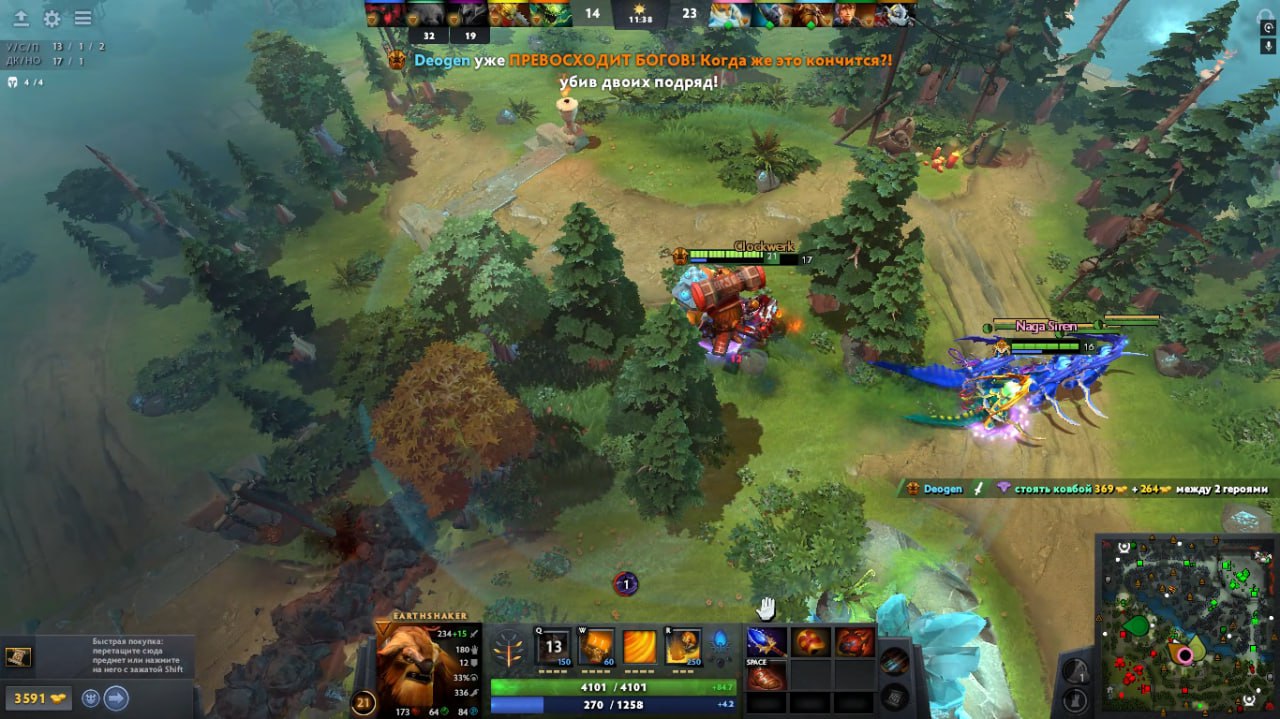 14
11:38
23
32
19
У/С/П 13 / 1 / 2
ДК/НО 17 / 1
4 /4
Deogen уже ПРЕВОСХОДИТ БОГОВ! Когда же это кончится?!
убив двоих подряд!
Clockwerk
21
17
Naga Siren
16
Deogen стоять ковбой 369 + 264 между 2 героями
1
EARTHSHAKER
234+15
180
12
33%
336
173 64 84
21
Q
13
150
W
60
R
250
4101 / 4101
+84.7
270 / 1258
+4.2
SPACE
1
Быстрая покупка:
перетащите сюда
предмет или нажмите
на него с зажатой Shift
3591